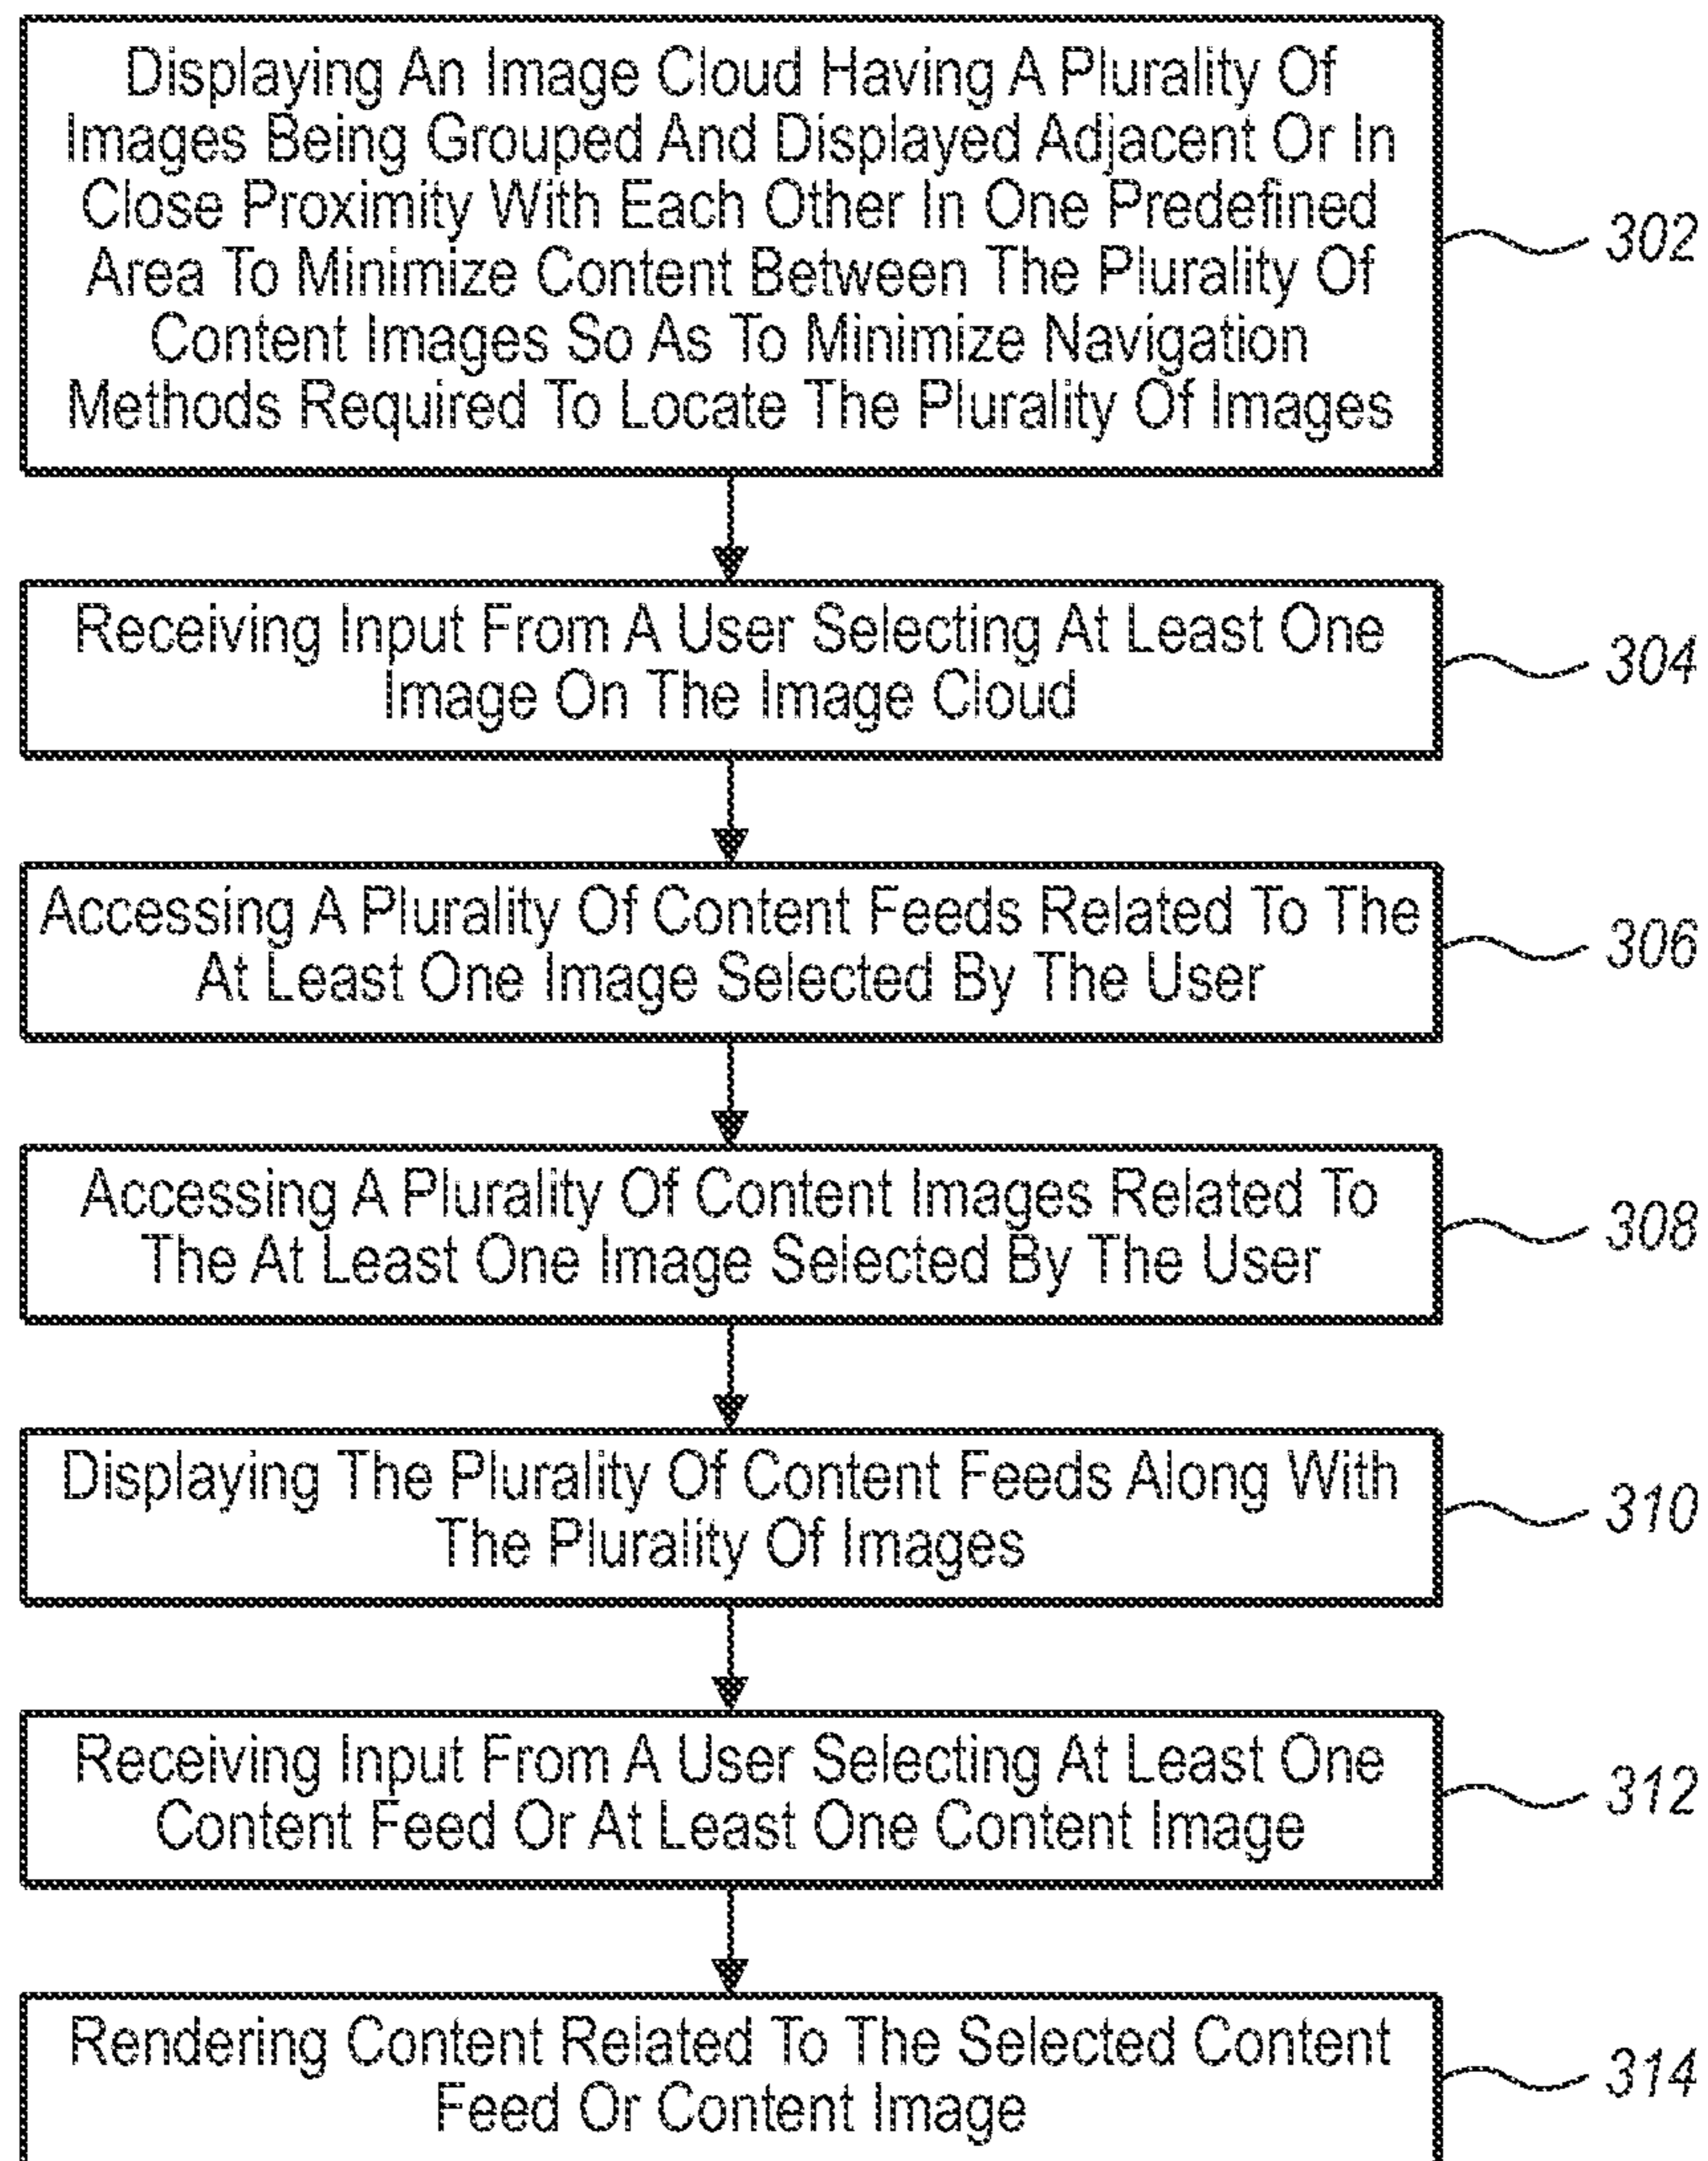 Displaying An Image Cloud Having A Plurality Of
Images Being Grouped And Displayed Adjacent Or In
Close Proximity With Each Other In One Predefined
Area To Minimize Content Between The Plurality Of
Content Images So As To Minimize Navigation
Methods Required To Locate The Plurality Of Images
302
Receiving Input From A User Selecting At Least One
Image On The Image Cloud
304
Accessing A Plurality Of Content Feeds Related To The
At Least One Image Selected By The User
306
Accessing A Plurality Of Content Images Related To
The At Least One Image Selected By The User
308
Displaying The Plurality Of Content Feeds Along With
The Plurality Of Images
310
Receiving Input From A User Selecting At Least One
Content Feed Or At Least One Content Image
312
Rendering Content Related To The Selected Content
Feed Or Content Image
314